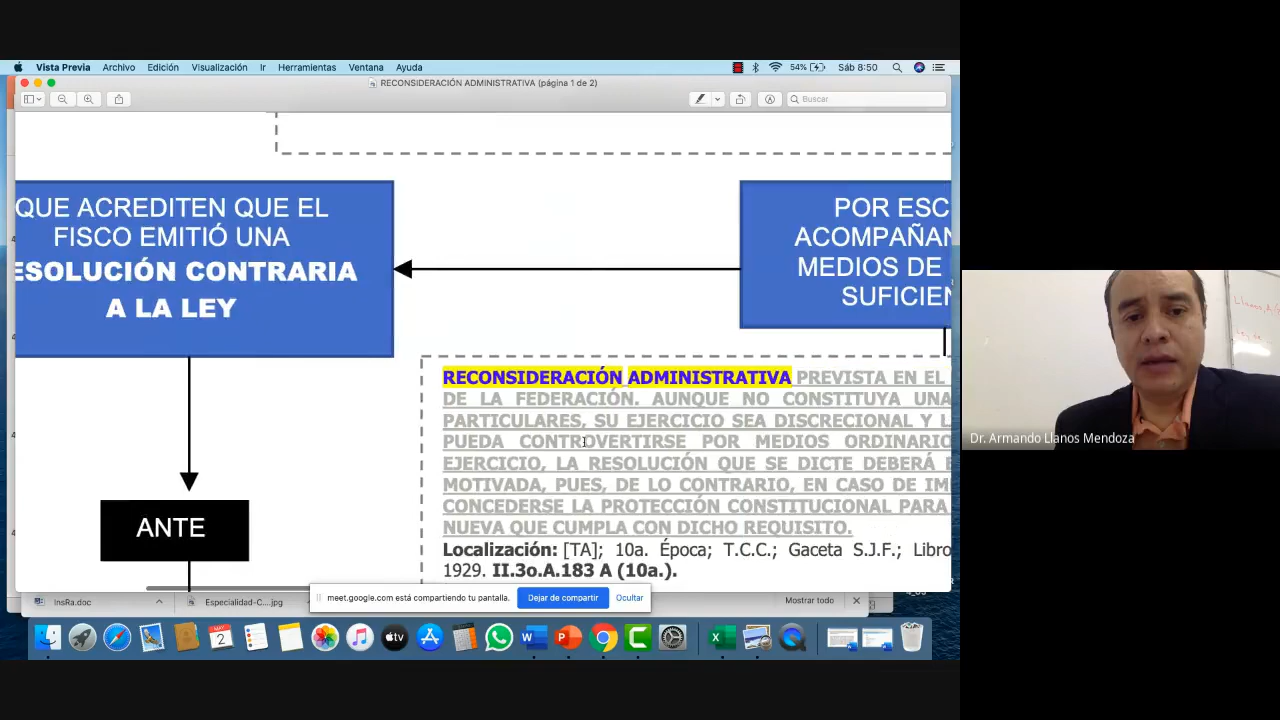 Vista Previa Archivo Edición Visualización Ir Herramientas Ventana Ayuda 54% Sáb 8:50
RECONSIDERACIÓN ADMINISTRATIVA (página 1 de 2)
Buscar
QUE ACREDITEN QUE EL
FISCO EMITIÓ UNA
ESOLUCIÓN CONTRARIA
A LA LEY
POR ESC
ACOMPAÑAN
MEDIOS DE
SUFICIEN
ANTE
RECONSIDERACIÓN ADMINISTRATIVA PREVISTA EN EL
DE LA FEDERACIÓN. AUNQUE NO CONSTITUYA UNA
PARTICULARES, SU EJERCICIO SEA DISCRECIONAL Y L
PUEDA CONTROVERTIRSE POR MEDIOS ORDINARIO
EJERCICIO, LA RESOLUCIÓN QUE SE DICTE DEBERÁ E
MOTIVADA, PUES, DE LO CONTRARIO, EN CASO DE IM
CONCEDERSE LA PROTECCIÓN CONSTITUCIONAL PARA
NUEVA QUE CUMPLA CON DICHO REQUISITO.
Localización: [TA]; 10a. Época; T.C.C.; Gaceta S.J.F.; Libro
1929. II.3o.A.183 A (10a.).
InsRa.doc
Especialidad-C....jpg
meet.google.com está compartiendo tu pantalla. Dejar de compartir Ocultar
Mostrar todo
MAY
2
tv
Dr. Armando Llanos Mendoza